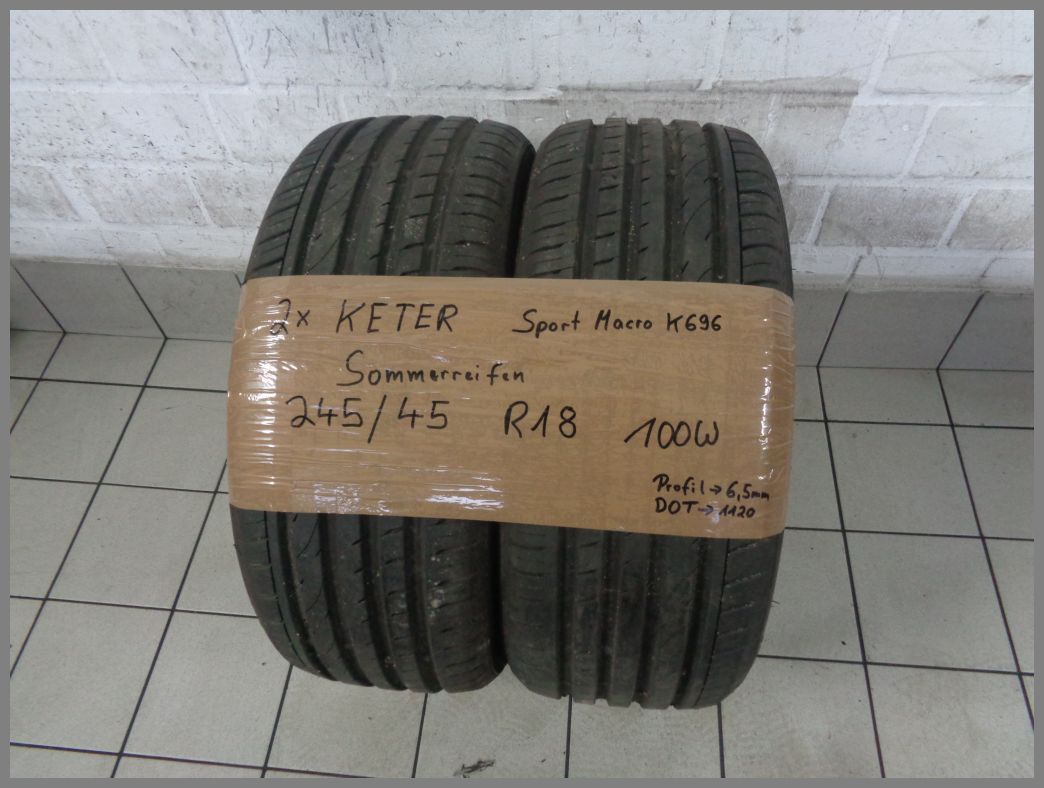 2x KETER Sport Macro K696
Sommerreifen
245/45 R18 100W
Profil → 6,5mm
DOT → 1120